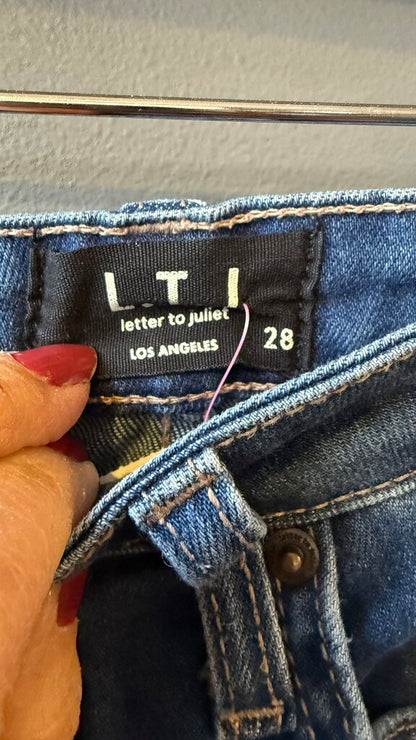 L.T.J
letter to juliet
LOS ANGELES
28